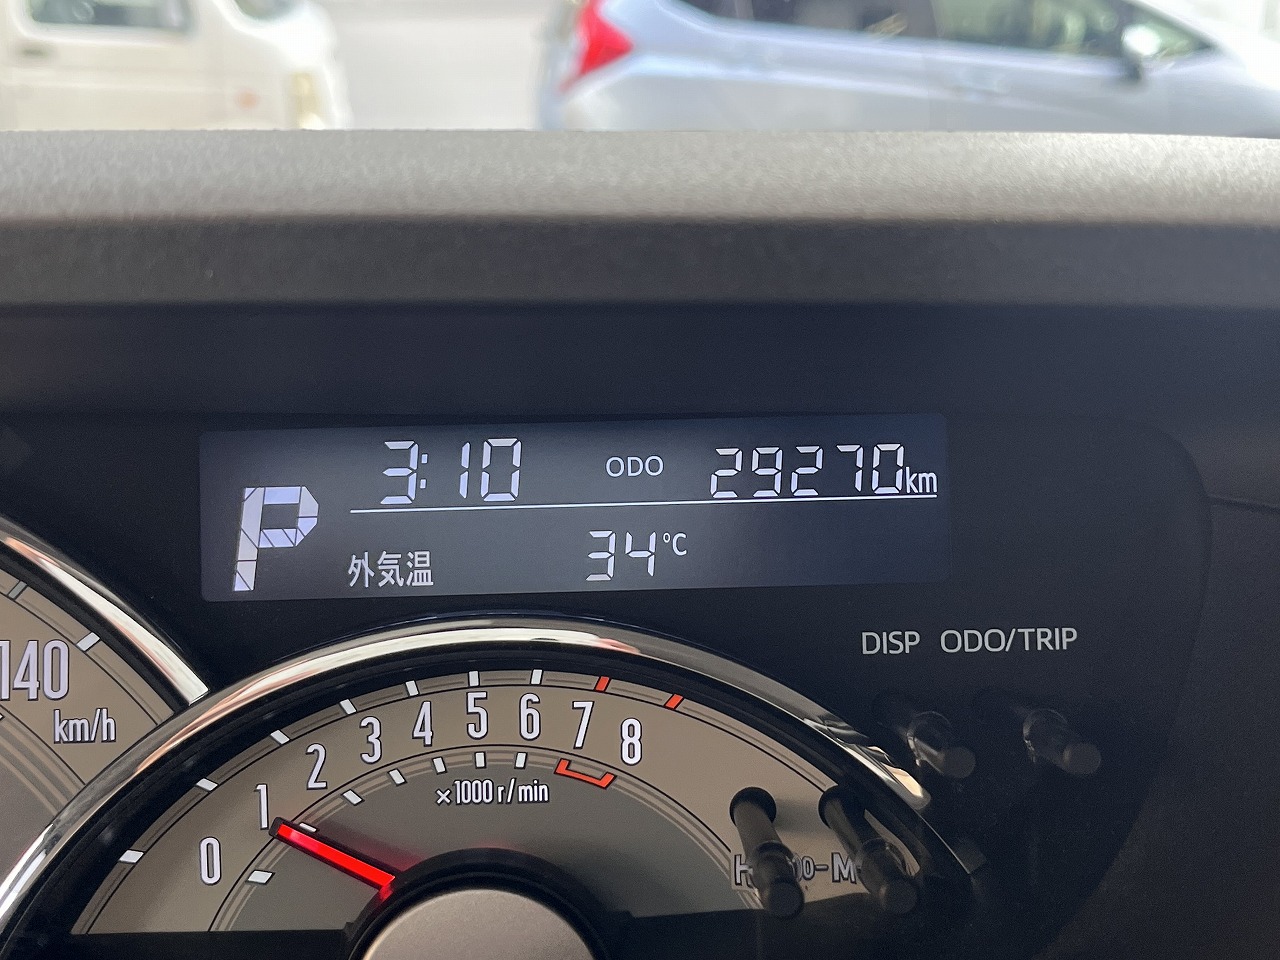 3:10 ODO 29270km
P
外気温 34℃
DISP ODO/TRIP
140
km/h
0 1 2 3 4 5 6 7 8
×1000 r/min